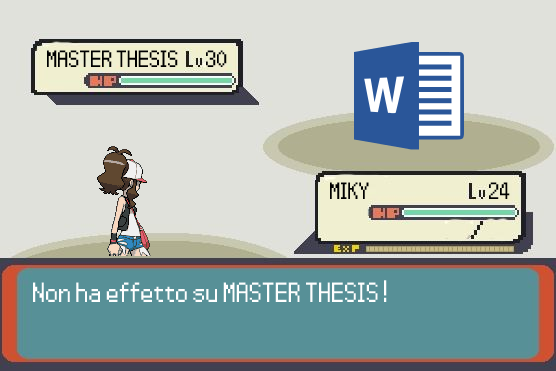 MASTER THESIS Lv30
HP
W
MIKY Lv24
HP
/
EXP
Non ha effetto su MASTER THESIS!